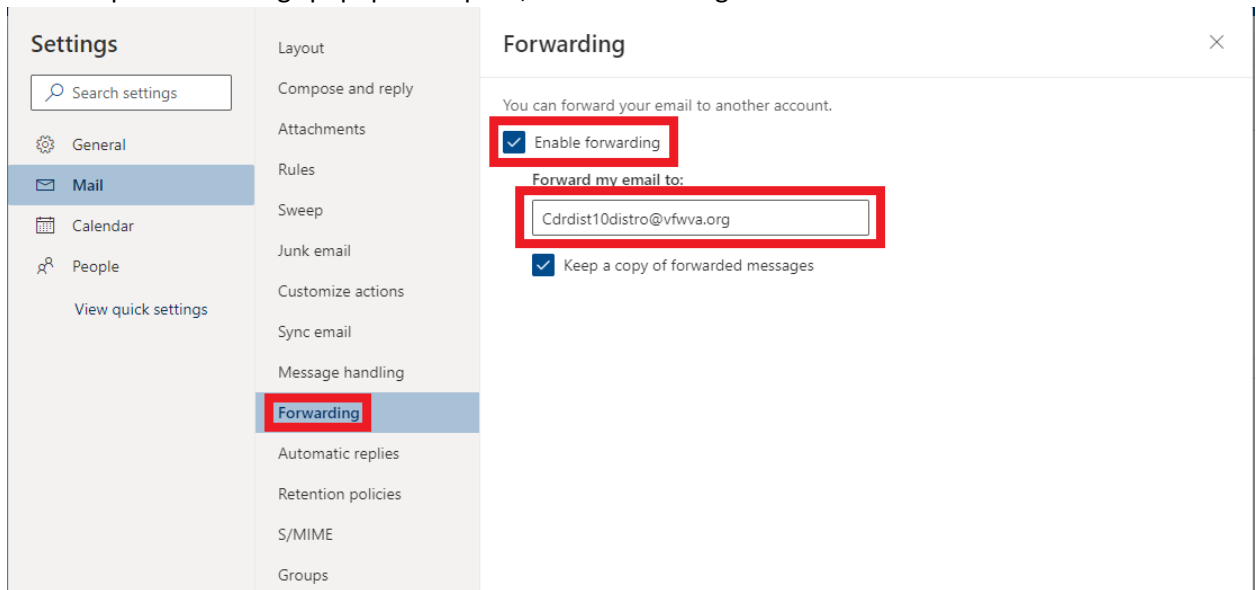 Settings
Search settings
General
Mail
Calendar
People
View quick settings
Layout
Compose and reply
Attachments
Rules
Sweep
Junk email
Customize actions
Sync email
Message handling
Forwarding
Automatic replies
Retention policies
S/MIME
Groups
Forwarding
You can forward your email to another account.
Enable forwarding
Forward my email to:
Cdrdist10distro@vfwva.org
Keep a copy of forwarded messages